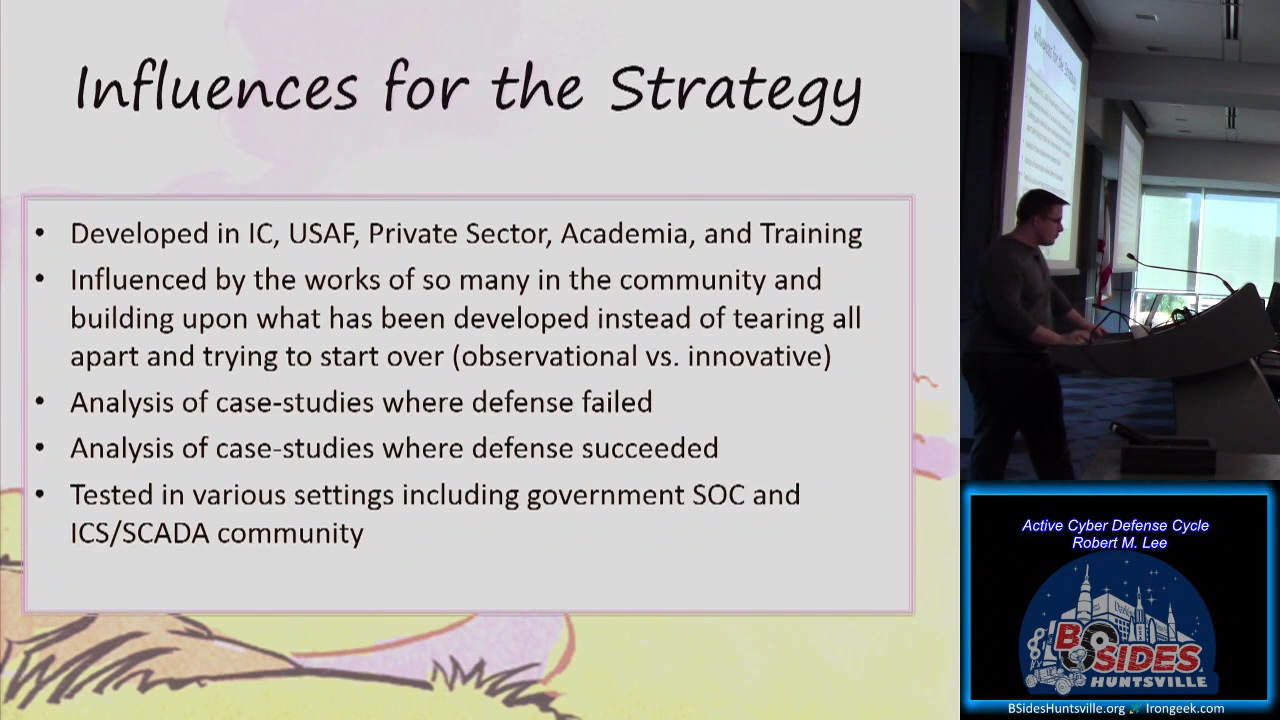 Influences for the Strategy
• Developed in IC, USAF, Private Sector, Academia, and Training
• Influenced by the works of so many in the community and
building upon what has been developed instead of tearing all
apart and trying to start over (observational vs. innovative)
• Analysis of case-studies where defense failed
• Analysis of case-studies where defense succeeded
• Tested in various settings including government SOC and
ICS/SCADA community
Influences for the Strategy
Active Cyber Defense Cycle
Robert M. Lee
BSIDES
HUNTSVILLE
BSidesHuntsville.org Irongeek.com